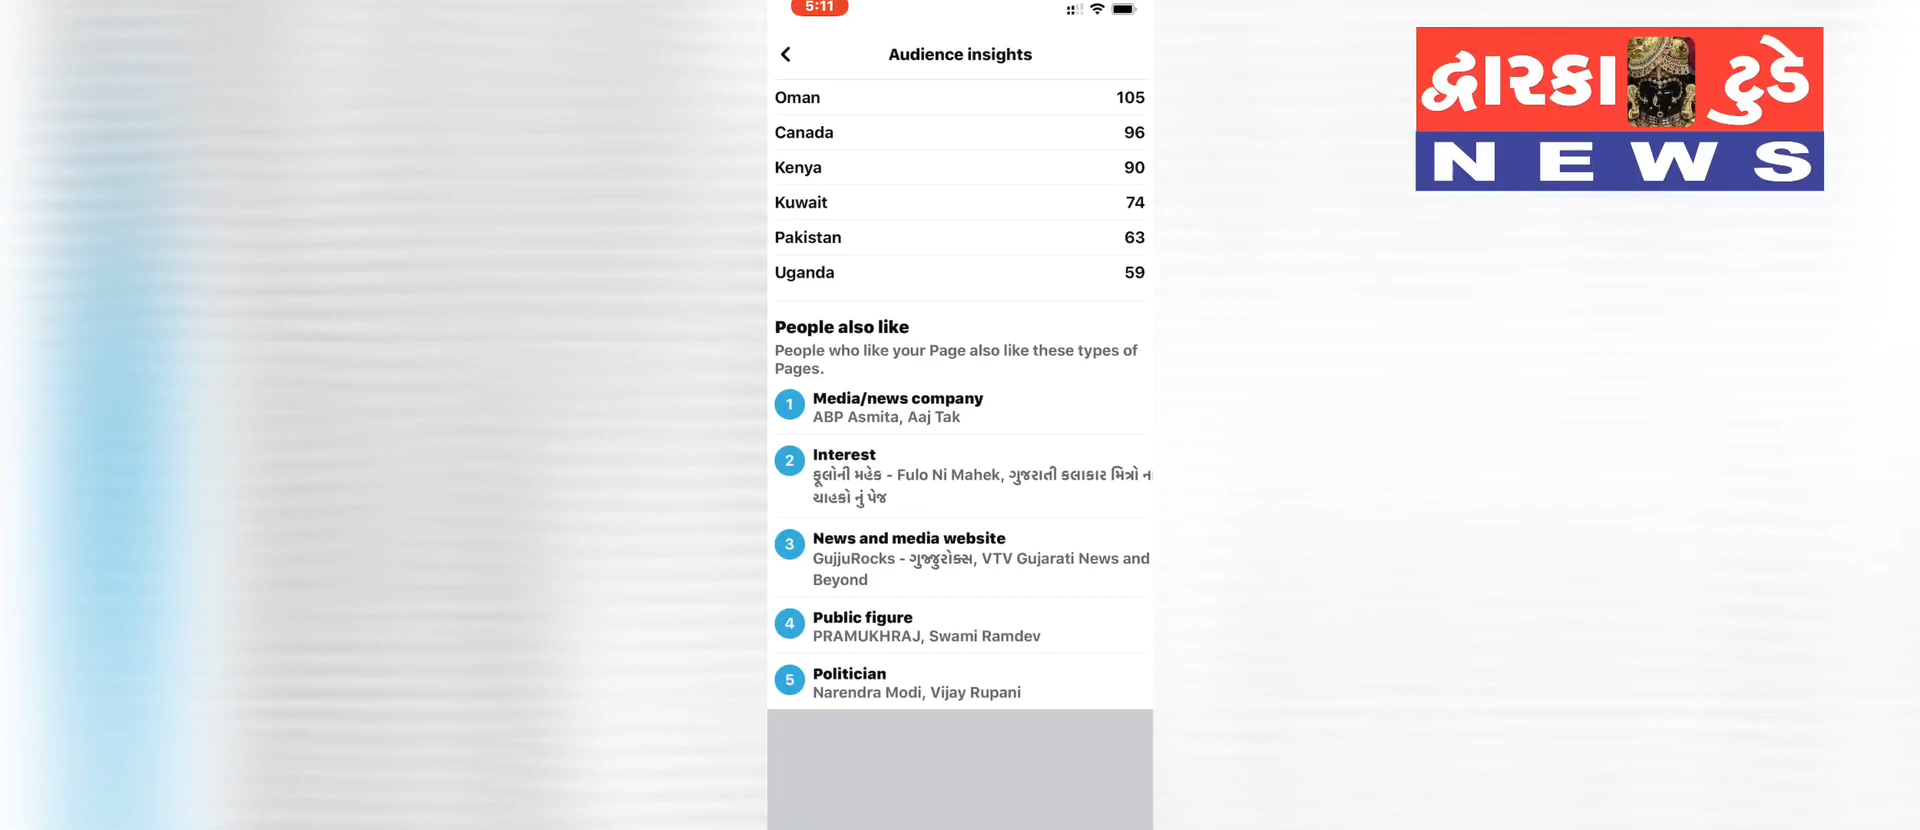 5:11
Audience insights
Oman 105
Canada 96
Kenya 90
Kuwait 74
Pakistan 63
Uganda 59
People also like
People who like your Page also like these types of
Pages.
1 Media/news company
ABP Asmita, Aaj Tak
2 Interest
ફૂલોની મહેક - Fulo Ni Mahek, ગુજરાતી કલાકાર મિત્રો ના
ચાહકો નું પેજ
3 News and media website
GujjuRocks - ગુજ્જુરોક્સ, VTV Gujarati News and
Beyond
4 Public figure
PRAMUKHRAJ, Swami Ramdev
5 Politician
Narendra Modi, Vijay Rupani
દ્વારકા ટુડે
NEWS